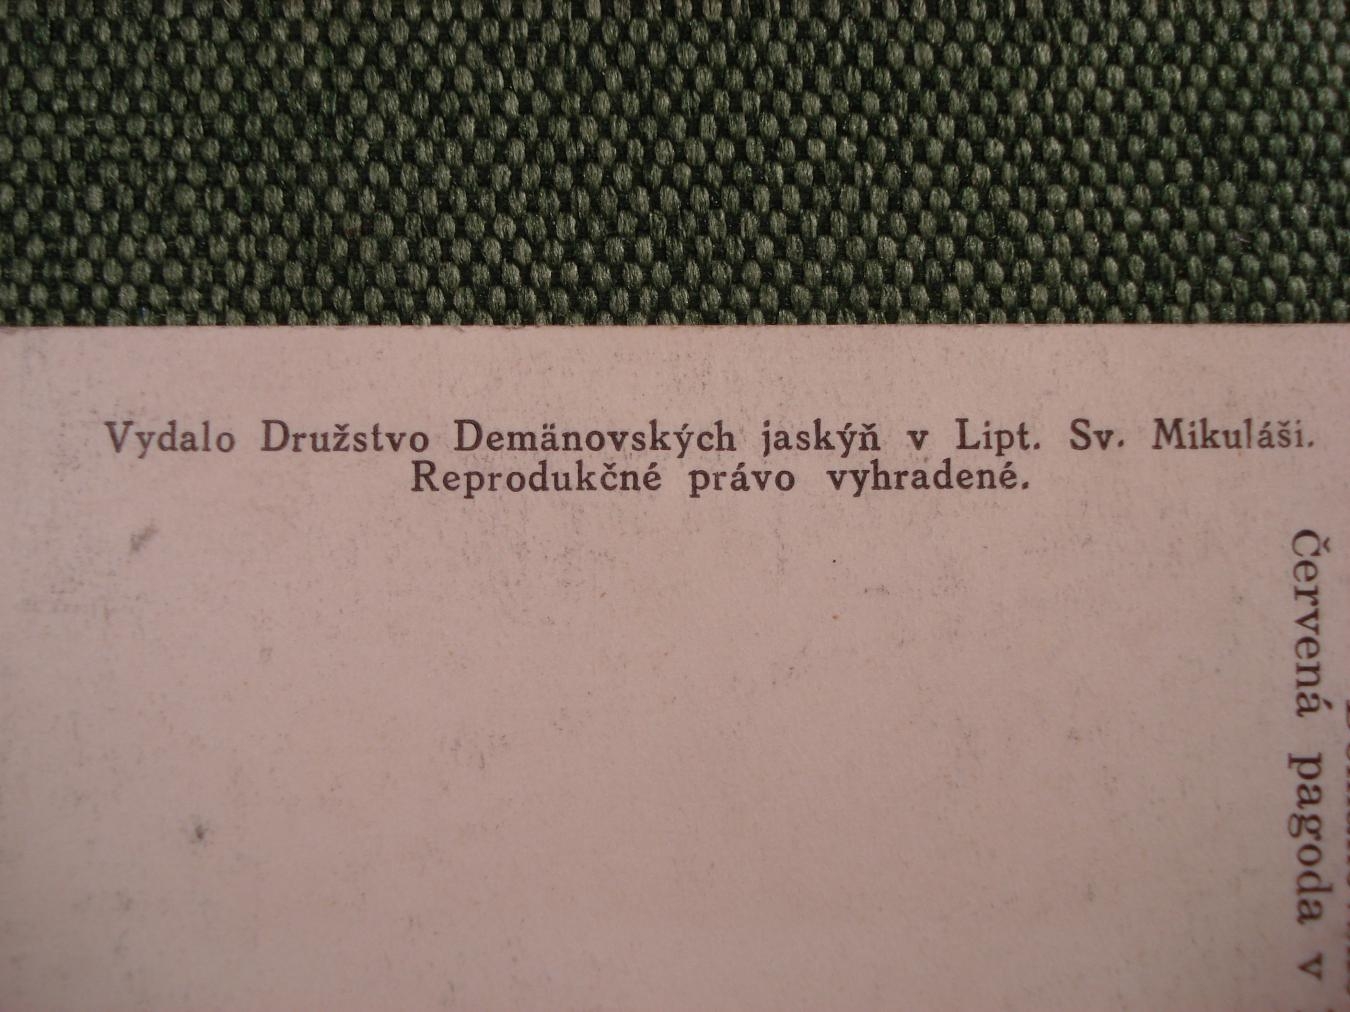 Vydalo Družstvo Demänovských jaskýň v Lipt. Sv. Mikuláši.
Reprodukčné právo vyhradené.
Červená pagoda v